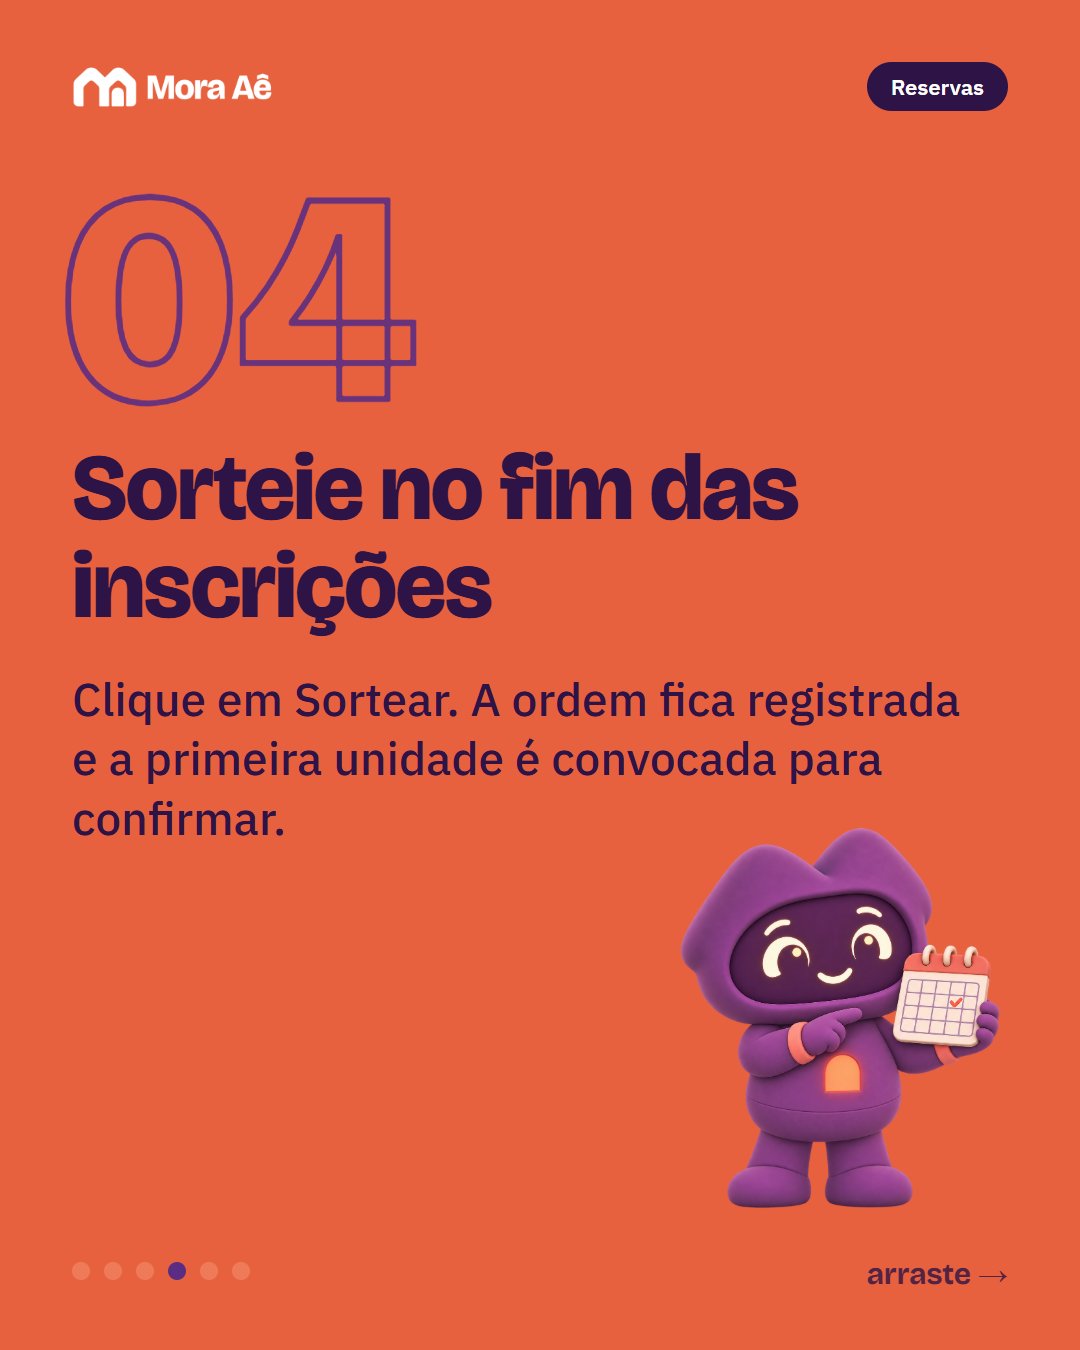 Mora Aê
Reservas
04
Sorteie no fim das
inscrições
Clique em Sortear. A ordem fica registrada
e a primeira unidade é convocada para
confirmar.
arraste →